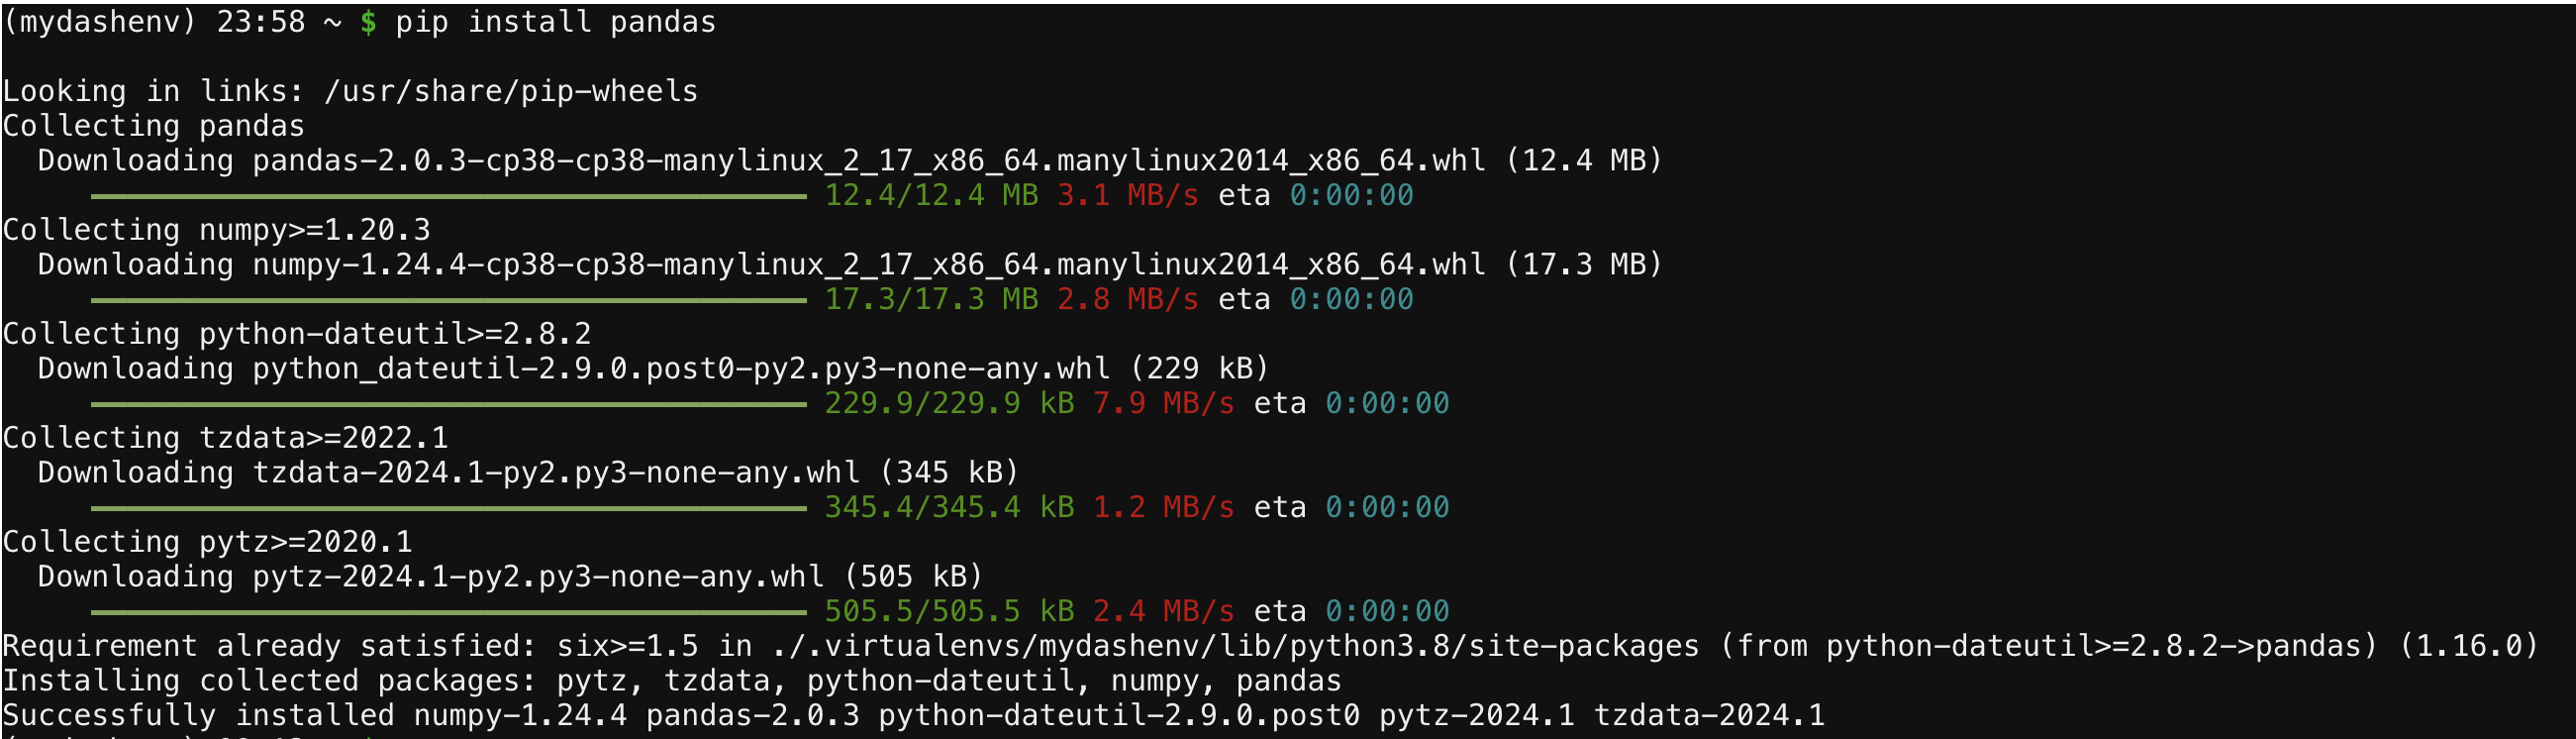 (mydashenv) 23:58 ~ $ pip install pandas
Looking in links: /usr/share/pip-wheels
Collecting pandas
Downloading pandas-2.0.3-cp38-cp38-manylinux_2_17_x86_64.manylinux2014_x86_64.whl (12.4 MB)
12.4/12.4 MB 3.1 MB/s eta 0:00:00
Collecting numpy>=1.20.3
Downloading numpy-1.24.4-cp38-cp38-manylinux_2_17_x86_64.manylinux2014_x86_64.whl (17.3 MB)
17.3/17.3 MB 2.8 MB/s eta 0:00:00
Collecting python-dateutil>=2.8.2
Downloading python_dateutil-2.9.0.post0-py2.py3-none-any.whl (229 kB)
229.9/229.9 kB 7.9 MB/s eta 0:00:00
Collecting tzdata>=2022.1
Downloading tzdata-2024.1-py2.py3-none-any.whl (345 kB)
345.4/345.4 kB 1.2 MB/s eta 0:00:00
Collecting pytz>=2020.1
Downloading pytz-2024.1-py2.py3-none-any.whl (505 kB)
505.5/505.5 kB 2.4 MB/s eta 0:00:00
Requirement already satisfied: six>=1.5 in ./.virtualenvs/mydashenv/lib/python3.8/site-packages (from python-dateutil>=2.8.2->pandas) (1.16.0)
Installing collected packages: pytz, tzdata, python-dateutil, numpy, pandas
Successfully installed numpy-1.24.4 pandas-2.0.3 python-dateutil-2.9.0.post0 pytz-2024.1 tzdata-2024.1